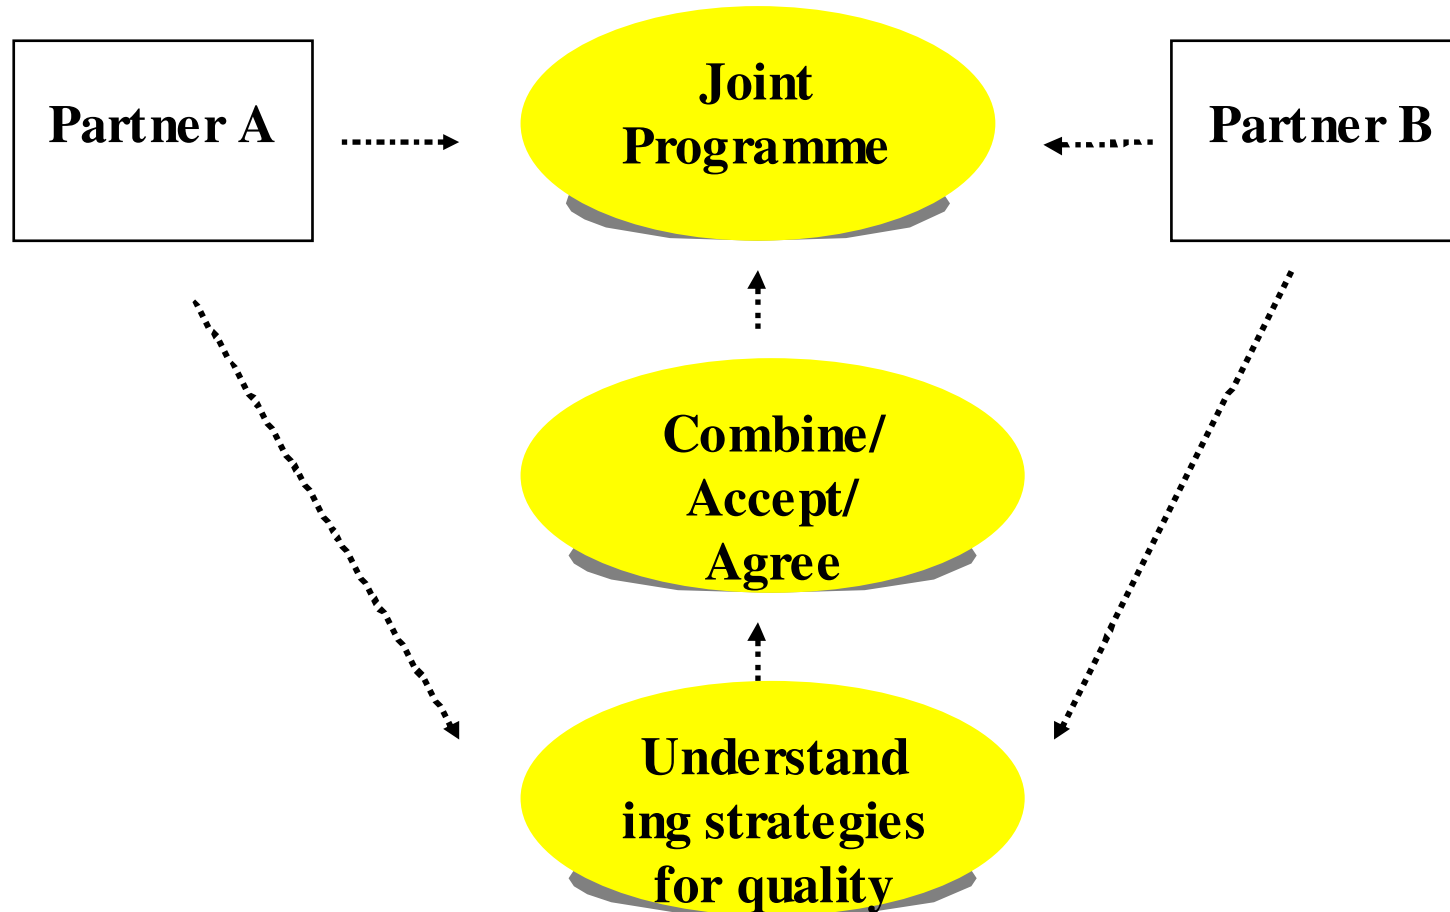 Partner A
Joint
Programme
Partner B
Combine/
Accept/
Agree
Understand
ing strategies
for quality